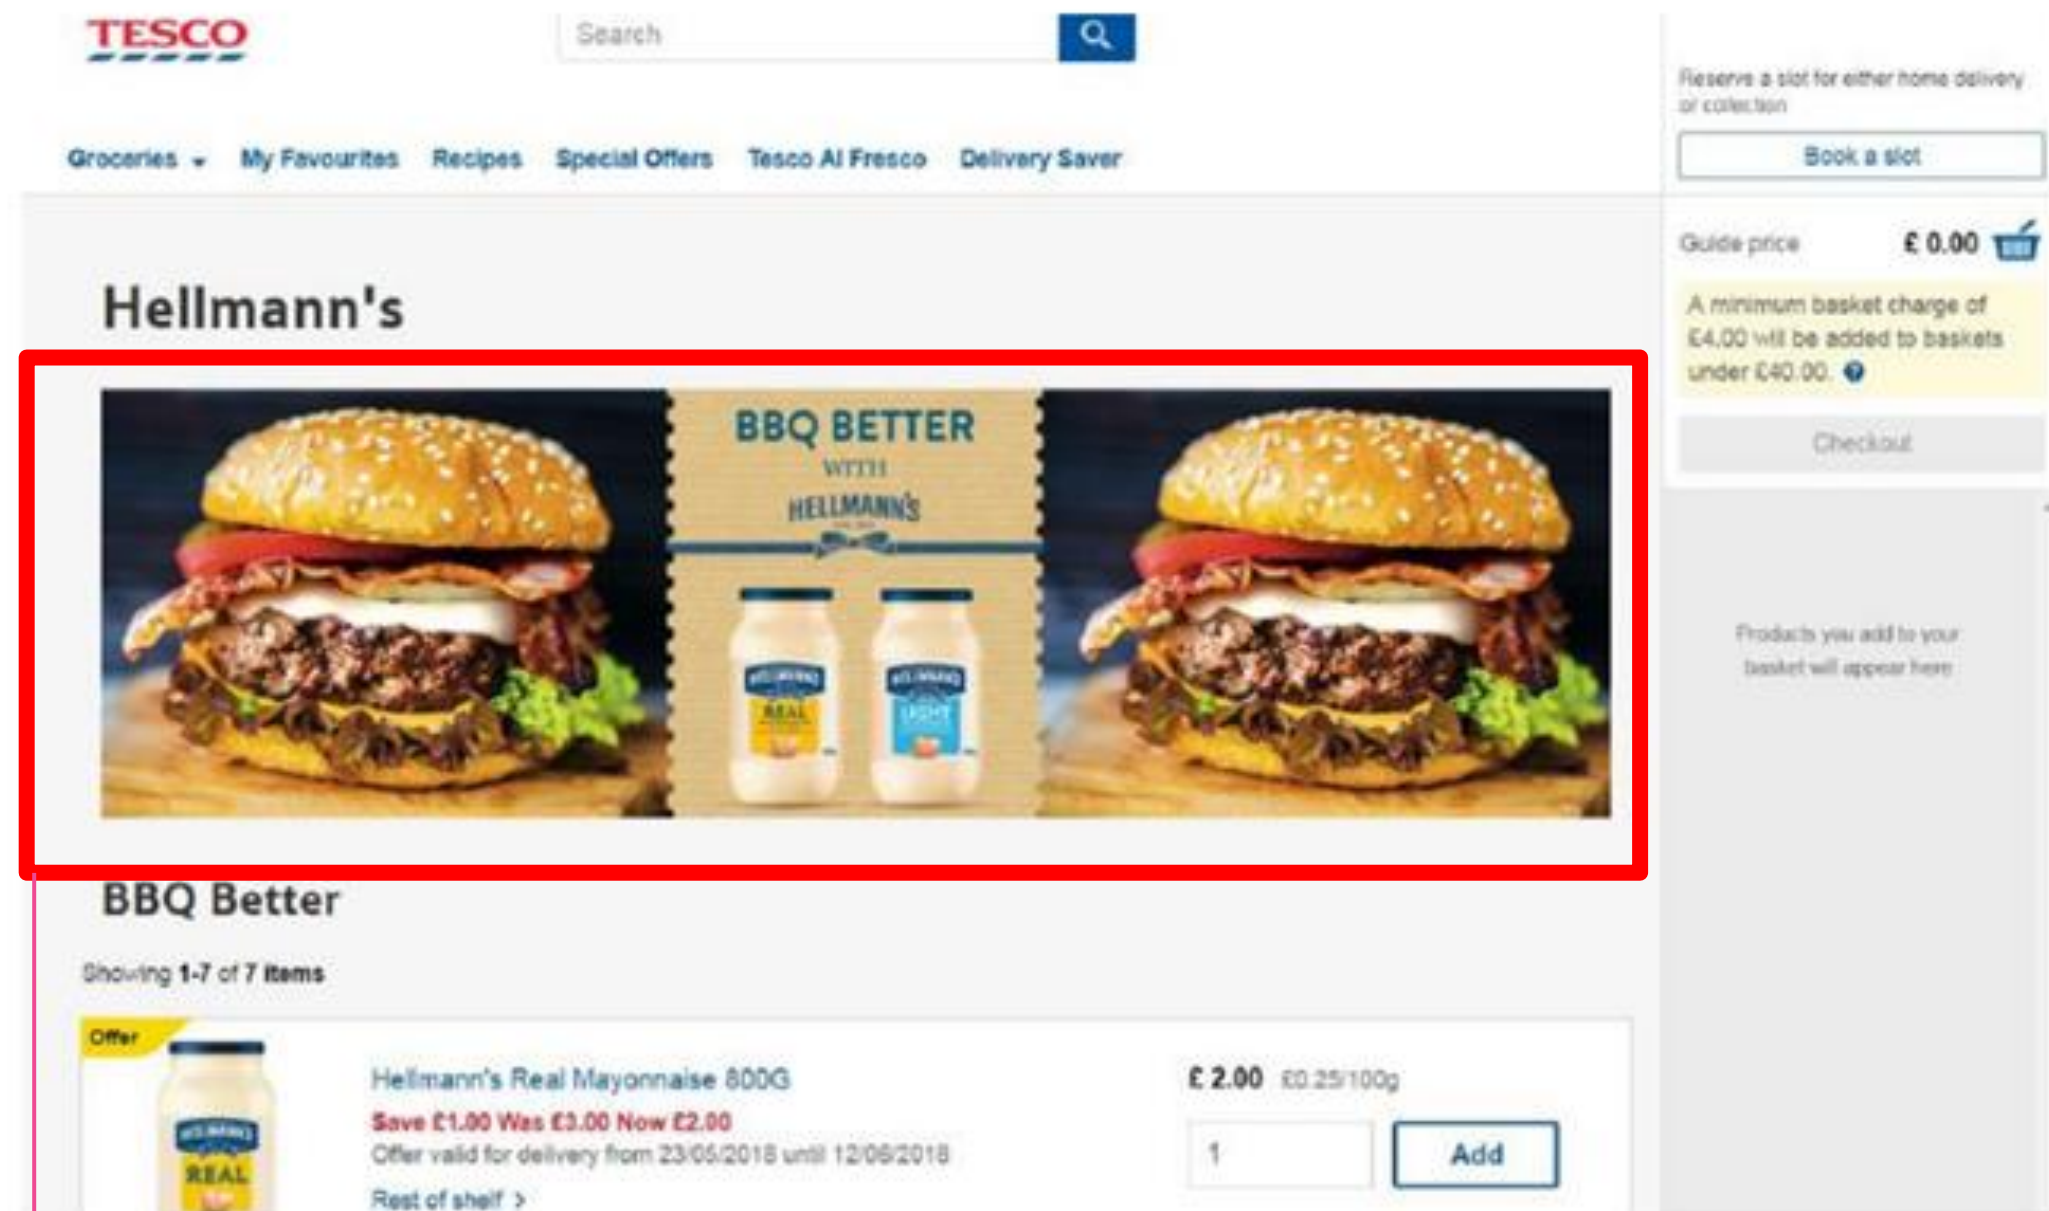 TESCO
Search
Reserve a slot for either home delivery
or collection
Book a slot
Groceries My Favourites Recipes Special Offers Tesco Al Fresco Delivery Saver
Guide price £ 0.00
A minimum basket charge of
£4.00 will be added to baskets
under £40.00. ?
Checkout
Products you add to your
basket will appear here
Hellmann's
BBQ BETTER
WITH
HELLMANN'S
HELLMANN'S HELLMANN'S
REAL LIGHT
BBQ Better
Showing 1-7 of 7 items
Offer
HELLMANN'S
REAL
Hellmann's Real Mayonnaise 800G
Save £1.00 Was £3.00 Now £2.00
Offer valid for delivery from 23/05/2018 until 12/06/2018
Rest of shelf >
£ 2.00 £0.25/100g
1 Add